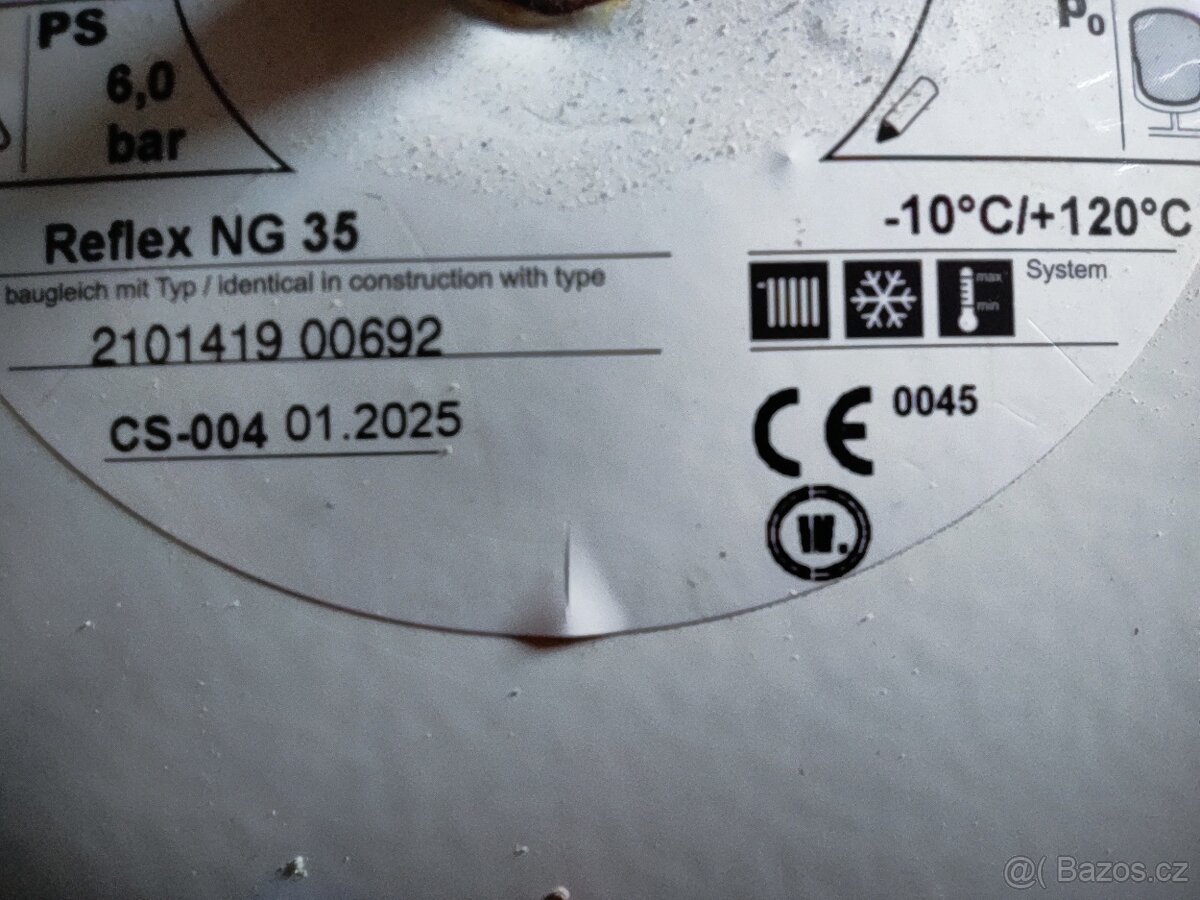 PS
6,0
bar
p₀
Reflex NG 35
-10°C/+120°C
baugleich mit Typ / identical in construction with type
2101419 00692
max
min
System
CS-004 01.2025
CE 0045
W.
@( Bazos.cz